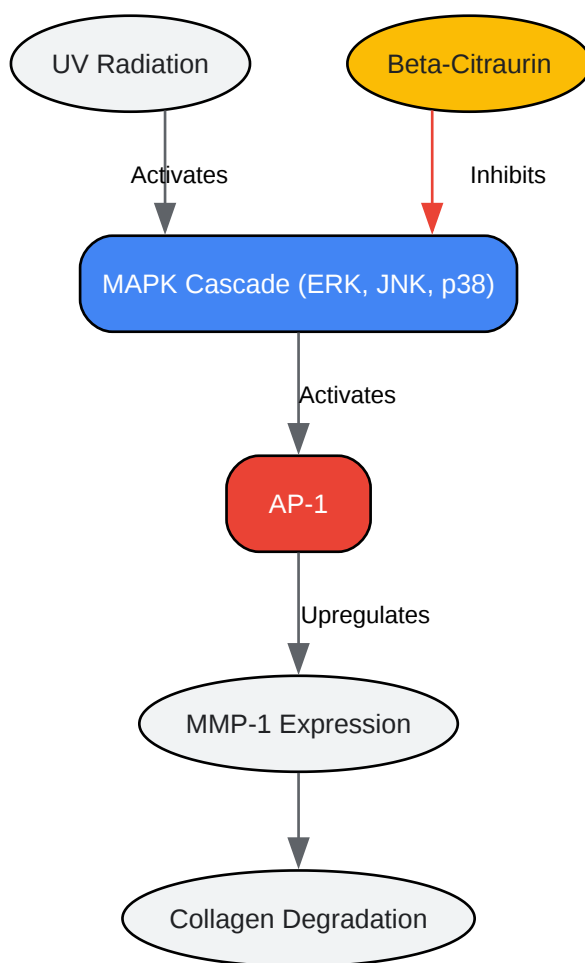 UV Radiation
Beta-Citraurin
Activates
Inhibits
MAPK Cascade (ERK, JNK, p38)
Activates
AP-1
Upregulates
MMP-1 Expression
Collagen Degradation